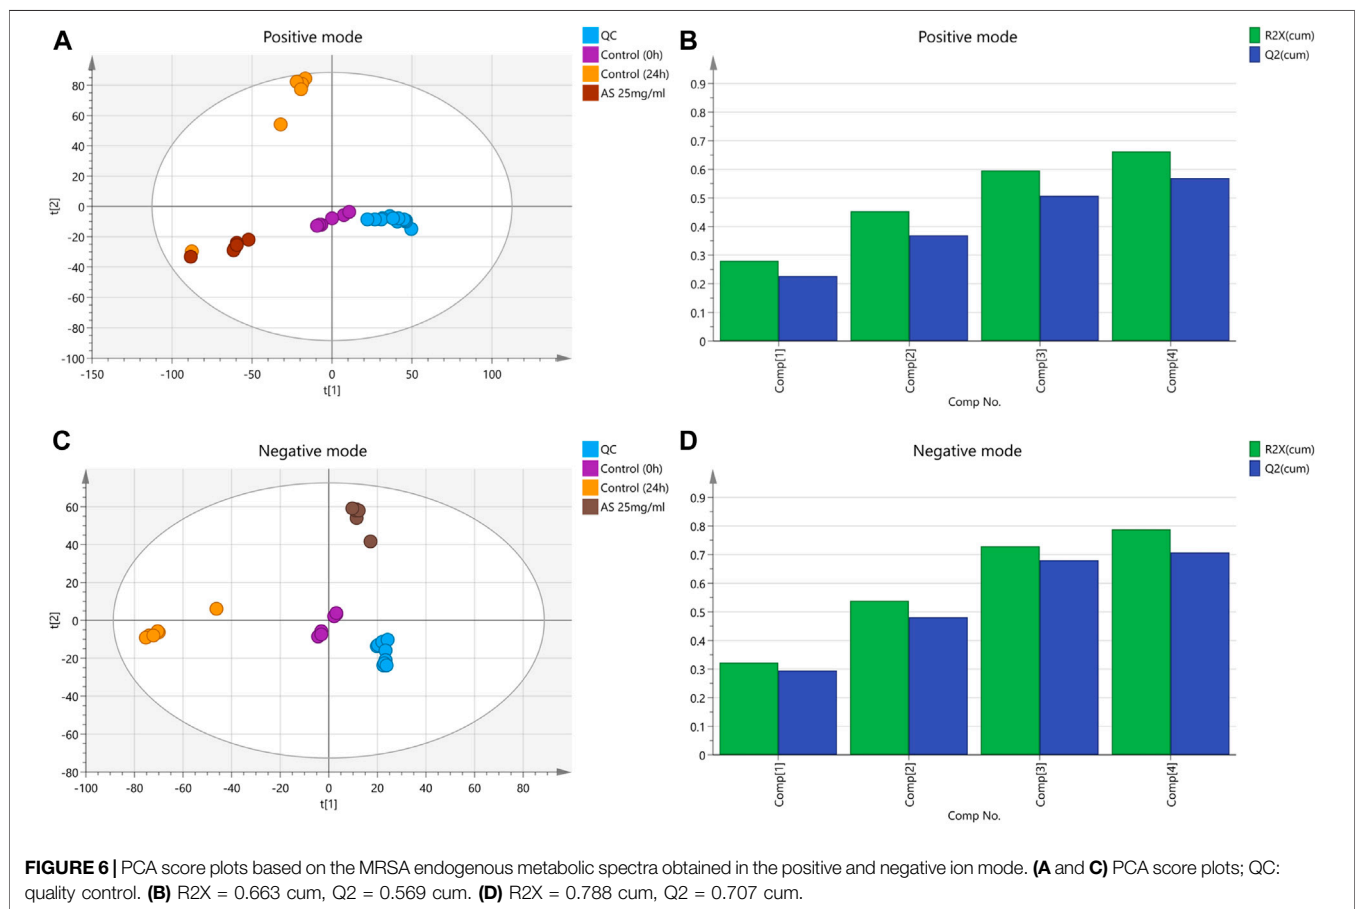 A
Positive mode
QC
Control (0h)
Control (24h)
AS 25mg/ml
80
60
40
20
0
-20
-40
-60
-80
-100
t[2]
-150 -100 -50 0 50 100
t[1]
B
Positive mode
R2X(cum)
Q2(cum)
0.9
0.8
0.7
0.6
0.5
0.4
0.3
0.2
0.1
0
Comp[1] Comp[2] Comp[3] Comp[4]
Comp No.
C
Negative mode
QC
Control (0h)
Control (24h)
AS 25mg/ml
60
40
20
0
-20
-40
-60
-80
t[2]
-100 -80 -60 -40 -20 0 20 40 60 80
t[1]
D
Negative mode
R2X(cum)
Q2(cum)
0.9
0.8
0.7
0.6
0.5
0.4
0.3
0.2
0.1
0
Comp[1] Comp[2] Comp[3] Comp[4]
Comp No.
FIGURE 6 | PCA score plots based on the MRSA endogenous metabolic spectra obtained in the positive and negative ion mode. (A and C) PCA score plots; QC:
quality control. (B) R2X = 0.663 cum, Q2 = 0.569 cum. (D) R2X = 0.788 cum, Q2 = 0.707 cum.